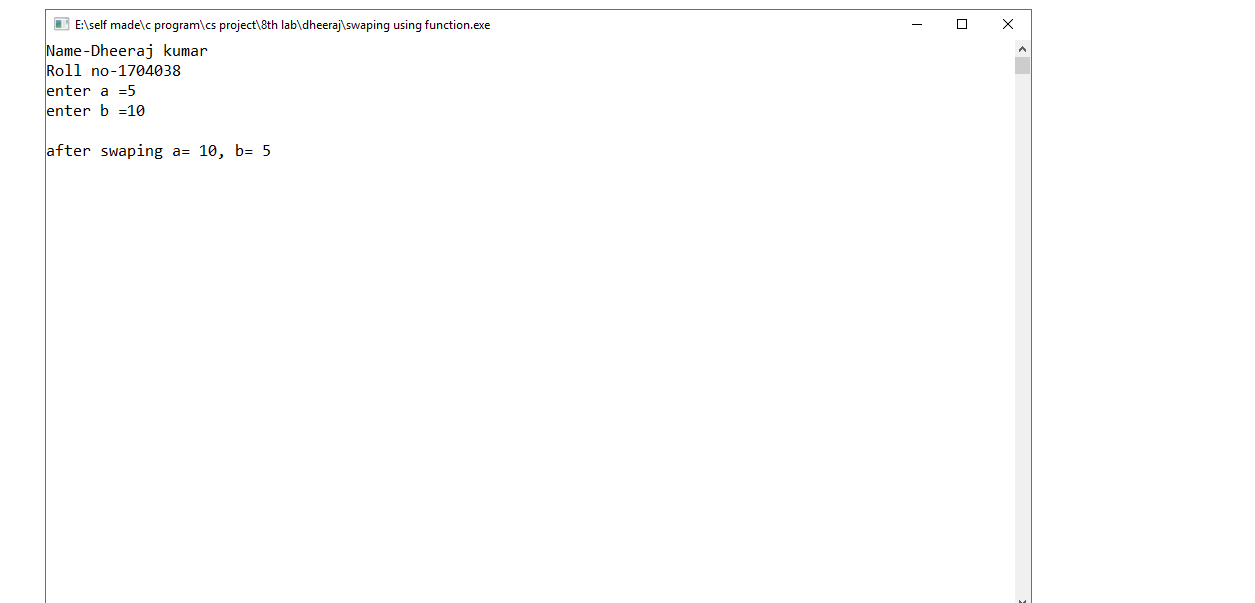 E:\self made\c program\cs project\8th lab\dheeraj\swaping using function.exe
Name-Dheeraj kumar
Roll no-1704038
enter a =5
enter b =10
after swaping a= 10, b= 5